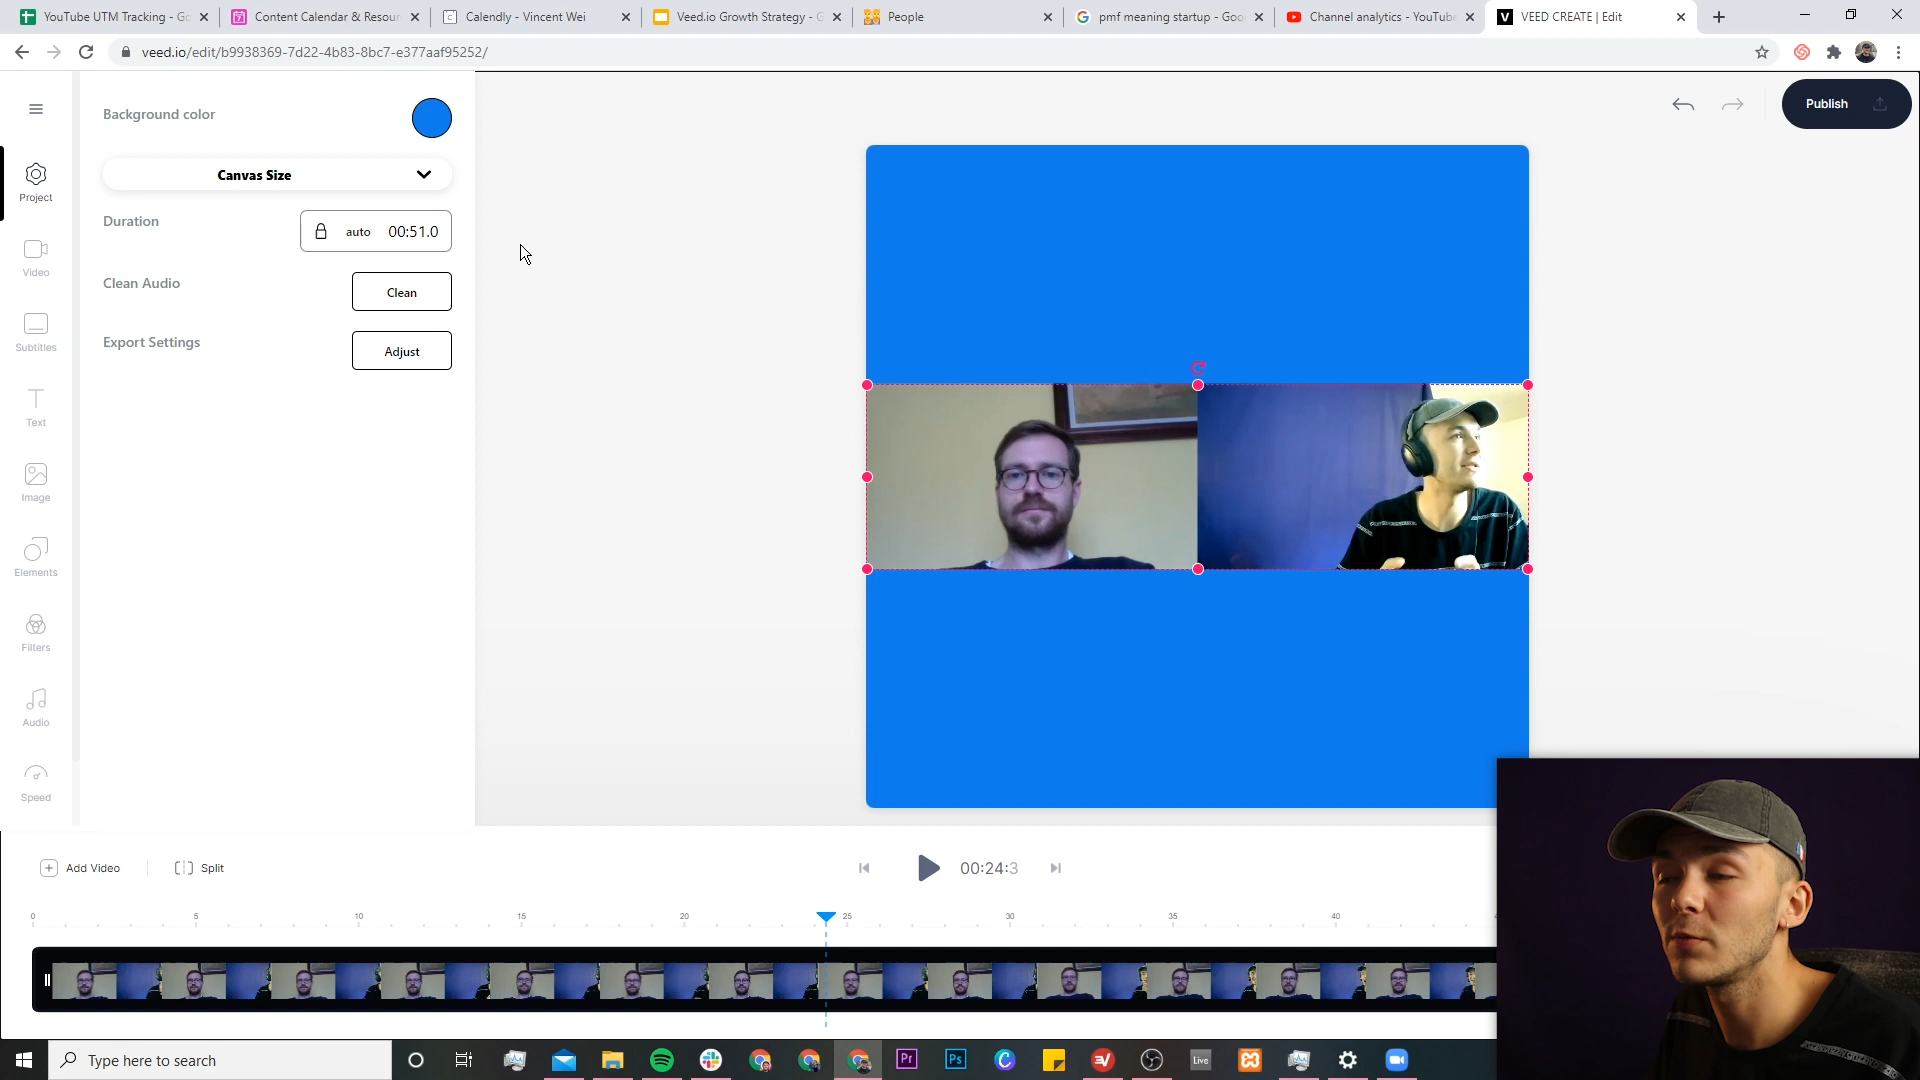 YouTube UTM Tracking - Go
Content Calendar & Resour
Calendly - Vincent Wei
Veed.io Growth Strategy - G
People
pmf meaning startup - Goo
Channel analytics - YouTube
VEED CREATE | Edit
veed.io/edit/b9938369-7d22-4b83-8bc7-e377aaf95252/
Background color
Publish
Canvas Size
Project
Duration
auto 00:51.0
Video
Clean Audio
Clean
Subtitles
Export Settings
Adjust
Text
Image
Elements
Filters
Audio
Speed
Add Video
Split
00:24:3
0 5 10 15 20 25 30 35 40
Type here to search
Pr
Ps
Live